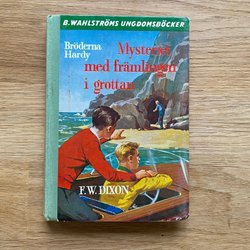 B. WAHLSTRÖMS UNGDOMSBÖCKER
Bröderna
Hardy
Mysteriet
med främlingen
i grottan
F.W. DIXON